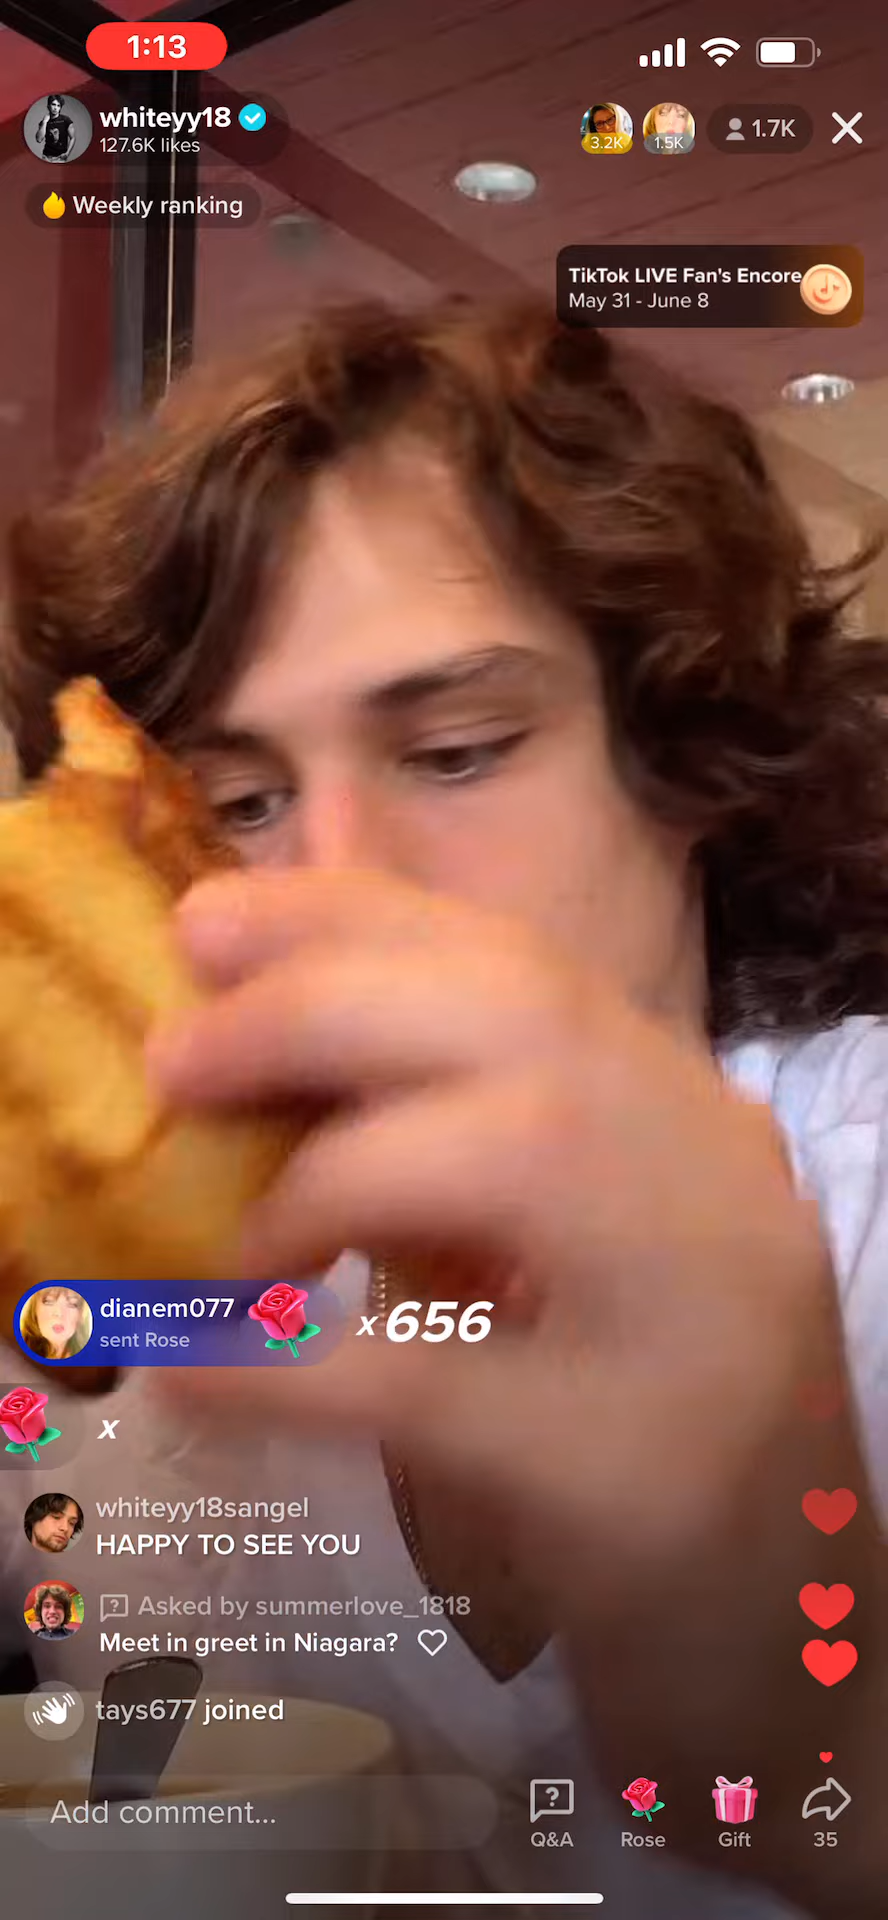 1:13
whiteyy18
127.6K likes
3.2K
1.5K
1.7K
Weekly ranking
TikTok LIVE Fan's Encore
May 31 - June 8
dianem077
sent Rose
x656
x
whiteyy18sangel
HAPPY TO SEE YOU
Asked by summerlove_1818
Meet in greet in Niagara?
tays677 joined
Add comment...
Q&A
Rose
Gift
35